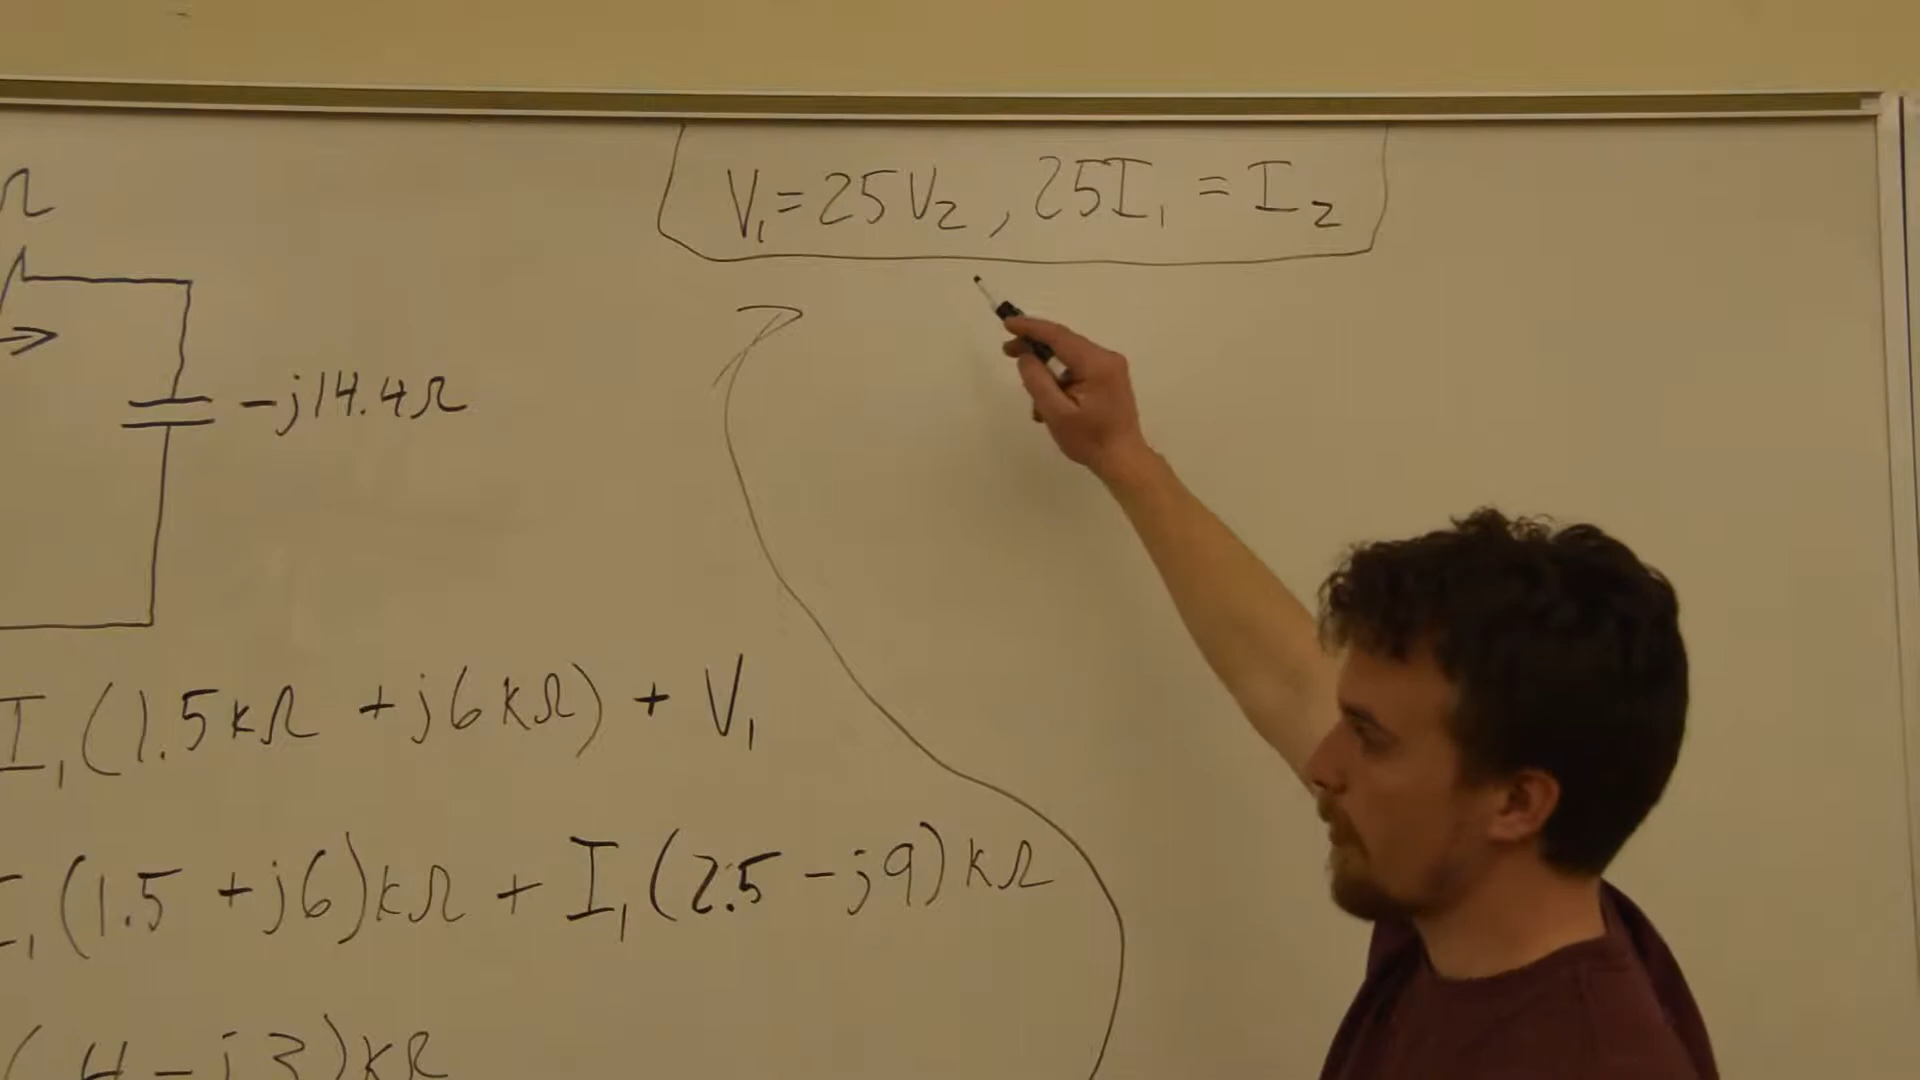 V₁ = 25V₂, 25I₁ = I₂
Ω
-j14.4Ω
I₁(1.5kΩ + j6kΩ) + V₁
I₁(1.5 + j6)kΩ + I₁(2.5 - j9)kΩ
(4 - j3)kΩ